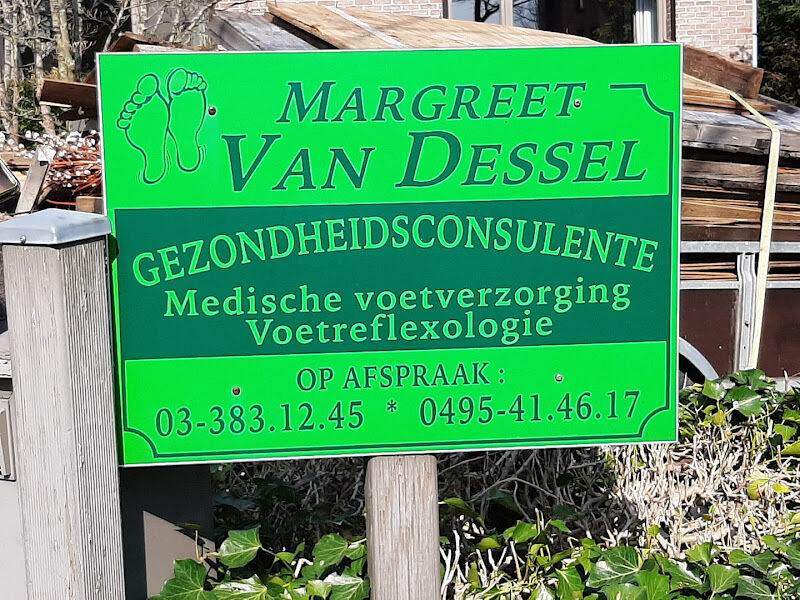 MARGREET
VAN DESSEL
GEZONDHEIDSCONSULENTE
Medische voetverzorging
Voetreflexologie
OP AFSPRAAK :
03-383.12.45 * 0495-41.46.17